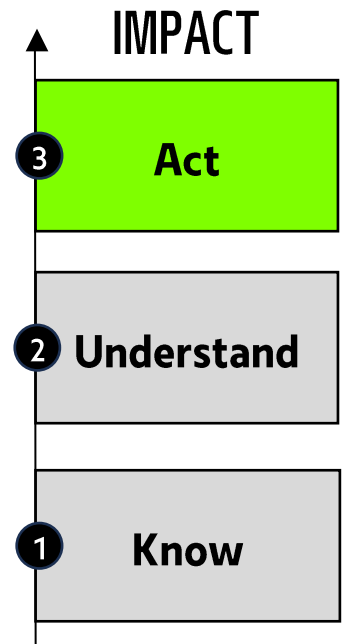 IMPACT
3
Act
2
Understand
1
Know